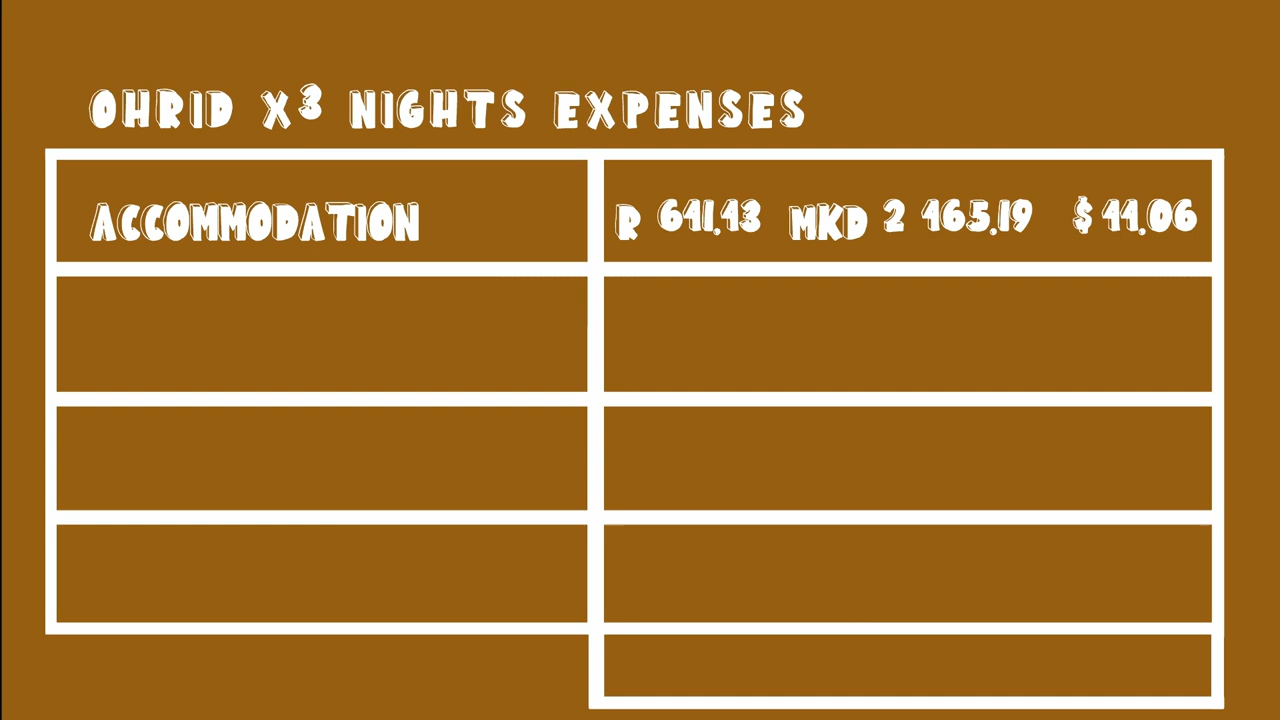 OHRID X3 NIGHTS EXPENSES
ACCOMMODATION R 641.43 MKD 2 465.19 $ 44.06